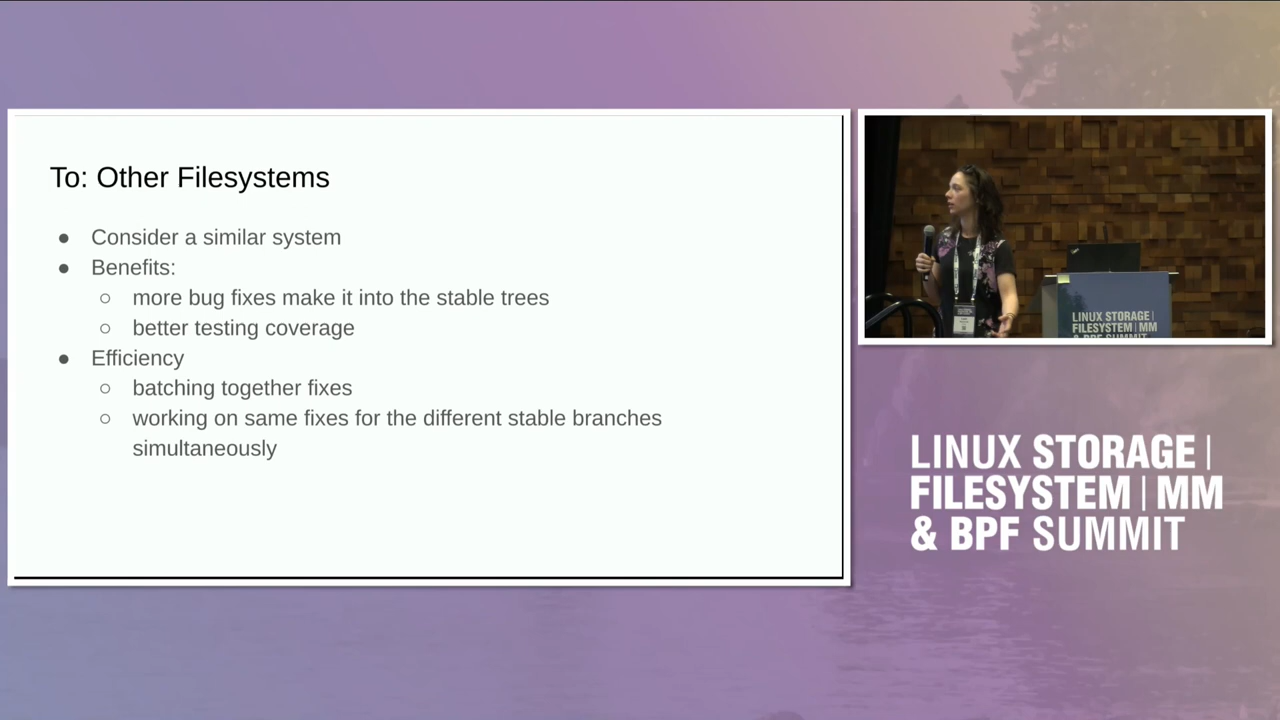 To: Other Filesystems
● Consider a similar system
● Benefits:
○ more bug fixes make it into the stable trees
○ better testing coverage
● Efficiency
○ batching together fixes
○ working on same fixes for the different stable branches
simultaneously
LINUX STORAGE |
FILESYSTEM | MM
& BPF SUMMIT
LINUX STORAGE |
FILESYSTEM | MM
& BPF SUMMIT